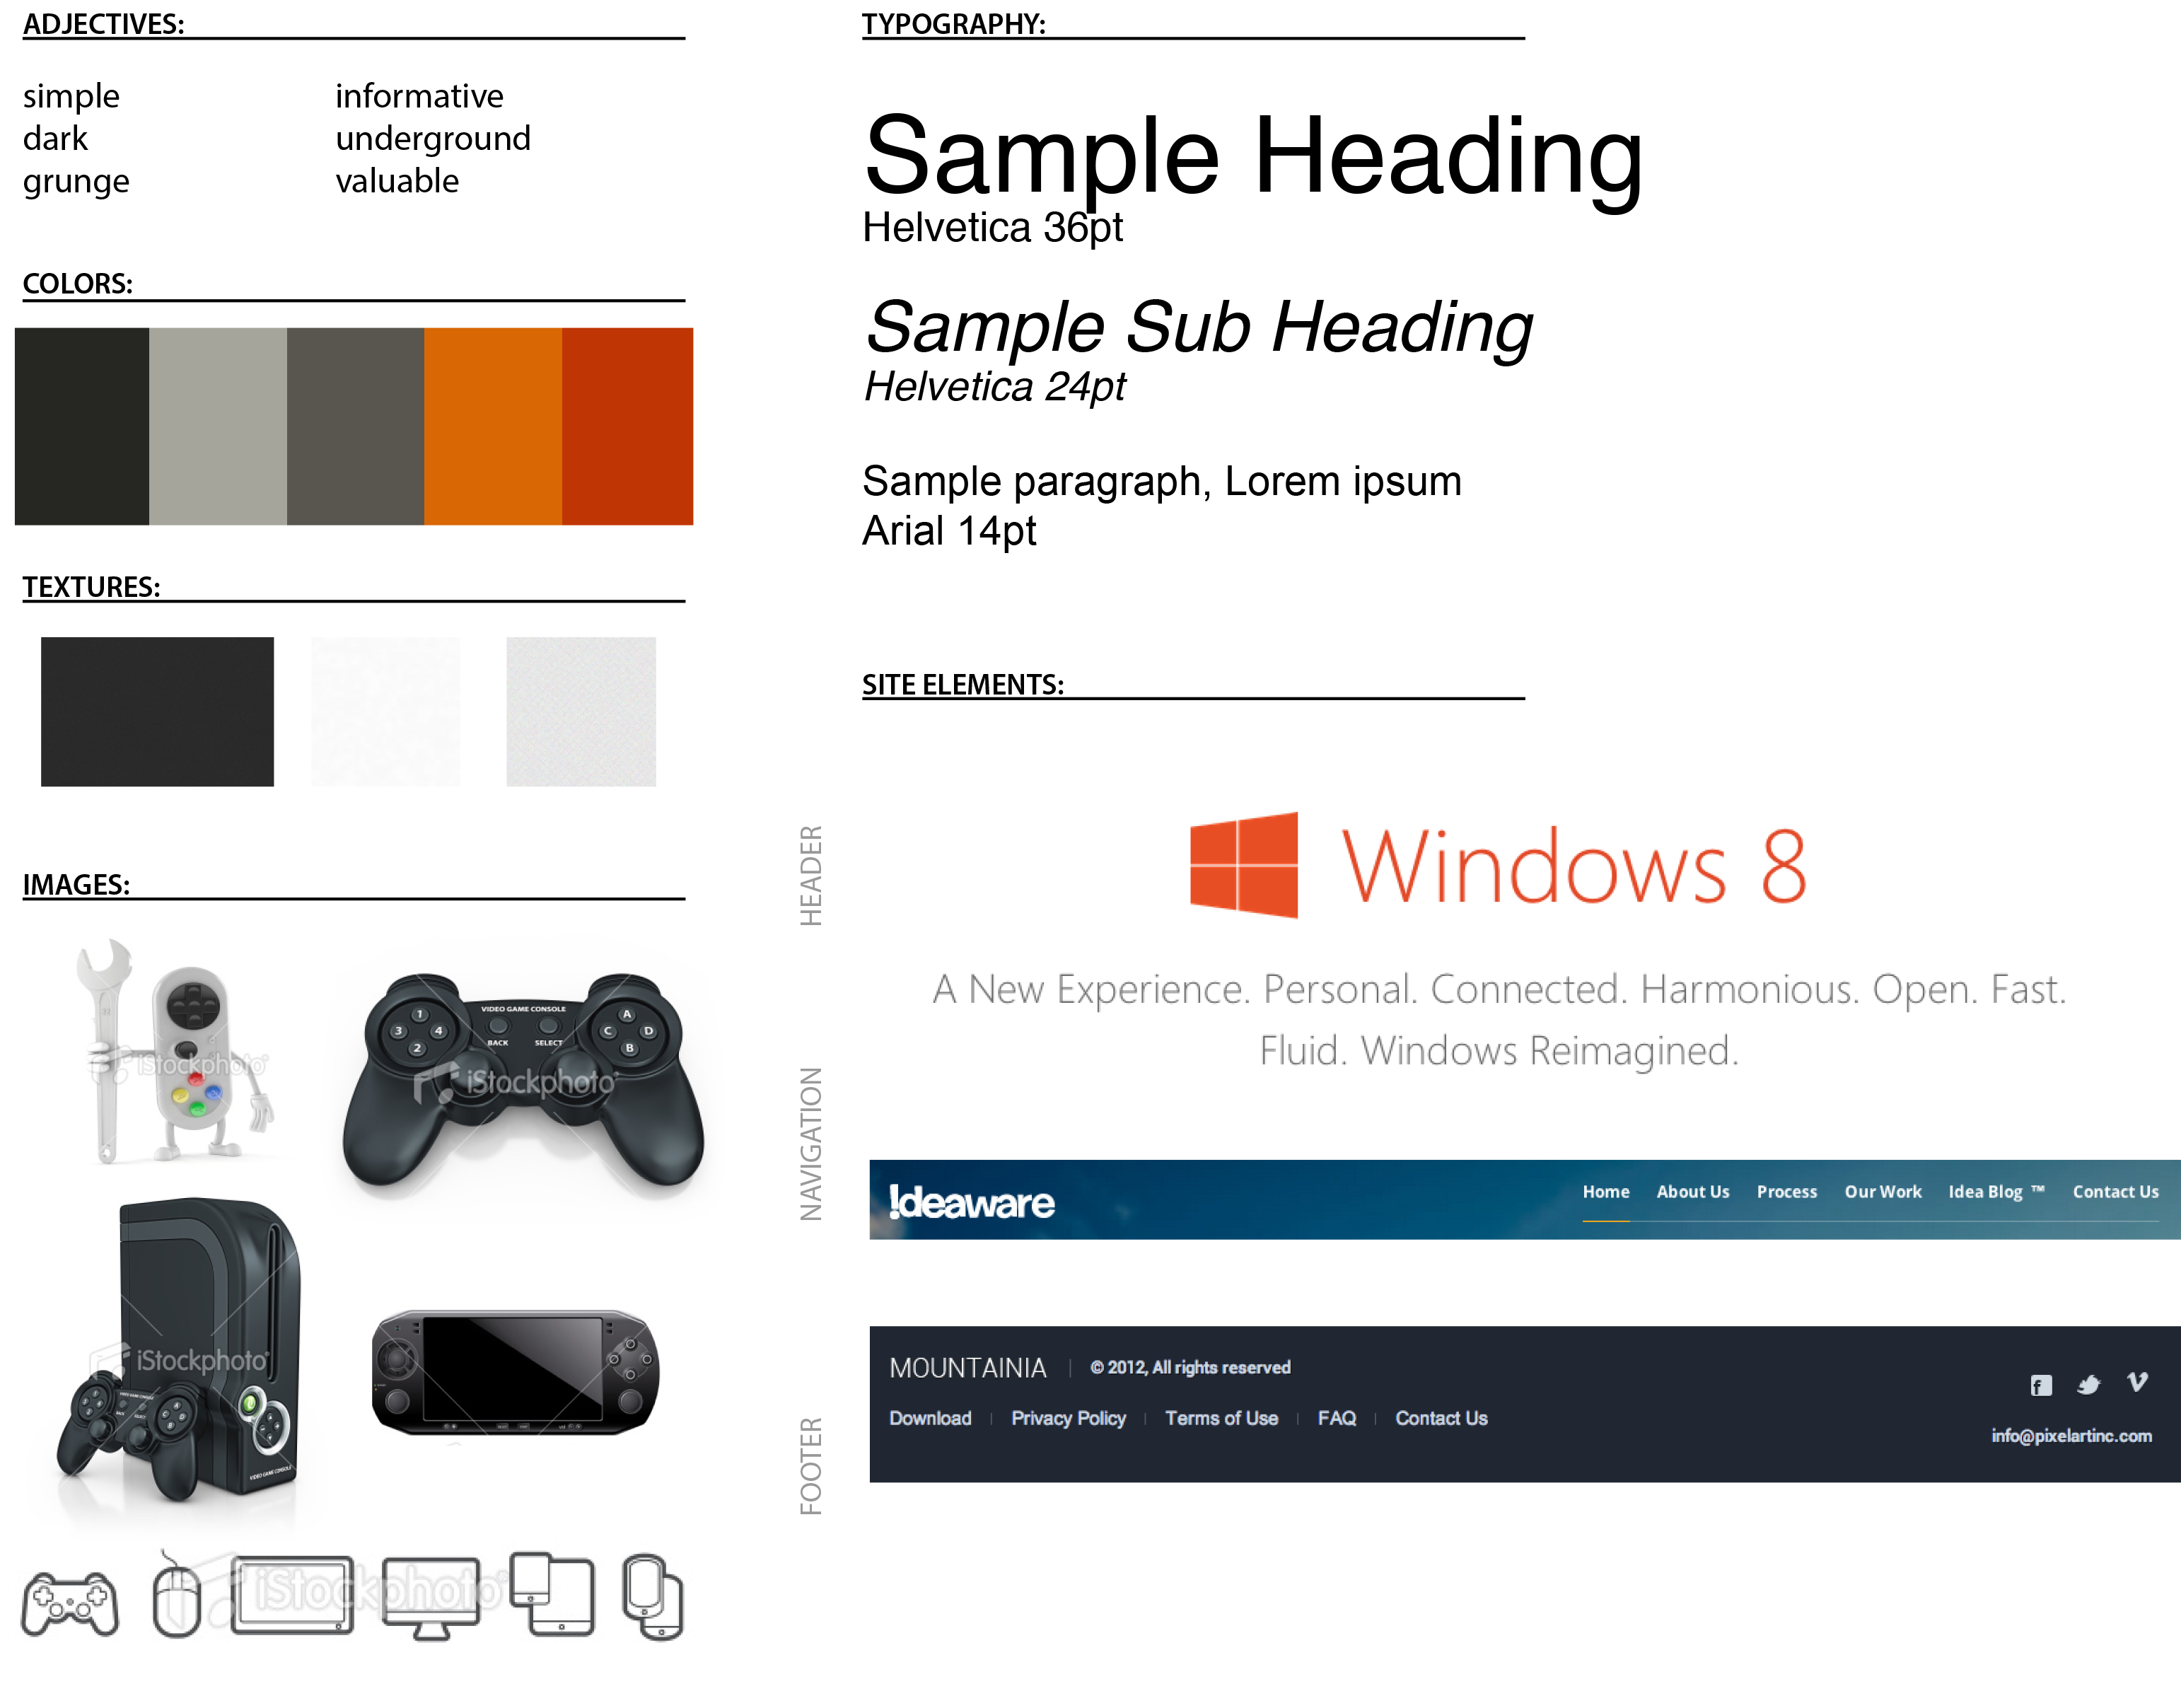 ADJECTIVES:
simple
dark
grunge
informative
underground
valuable
COLORS:
TEXTURES:
IMAGES:
iStockphoto
VIDEO GAME CONSOLE
1
3 4
2
BACK SELECT
A
C D
B
iStockphoto
iStockphoto
VIDEO GAME CONSOLE
iStockphoto
TYPOGRAPHY:
Sample Heading
Helvetica 36pt
Sample Sub Heading
Helvetica 24pt
Sample paragraph, Lorem ipsum
Arial 14pt
SITE ELEMENTS:
HEADER
Windows 8
A New Experience. Personal. Connected. Harmonious. Open. Fast.
Fluid. Windows Reimagined.
NAVIGATION
!deaware
Home About Us Process Our Work Idea Blog ™ Contact Us
FOOTER
MOUNTAINIA | © 2012, All rights reserved
Download | Privacy Policy | Terms of Use | FAQ | Contact Us
info@pixelartinc.com